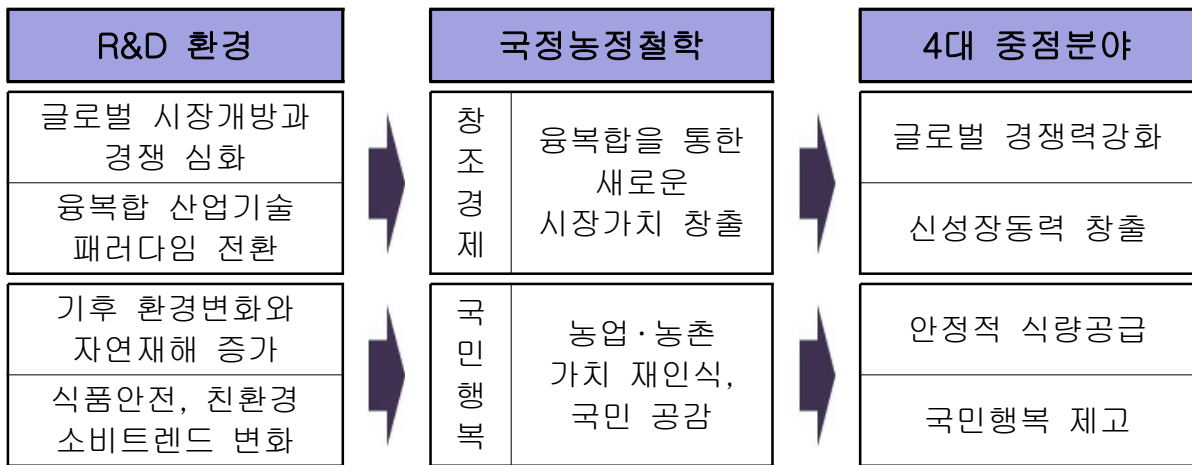 R&D 환경
국정농정철학
4대 중점분야
글로벌 시장개방과
경쟁 심화
융복합 산업기술
패러다임 전환
창조경제
융복합을 통한
새로운
시장가치 창출
글로벌 경쟁력강화
신성장동력 창출
기후 환경변화와
자연재해 증가
식품안전, 친환경
소비트렌드 변화
국민행복
농업·농촌
가치 재인식,
국민 공감
안정적 식량공급
국민행복 제고